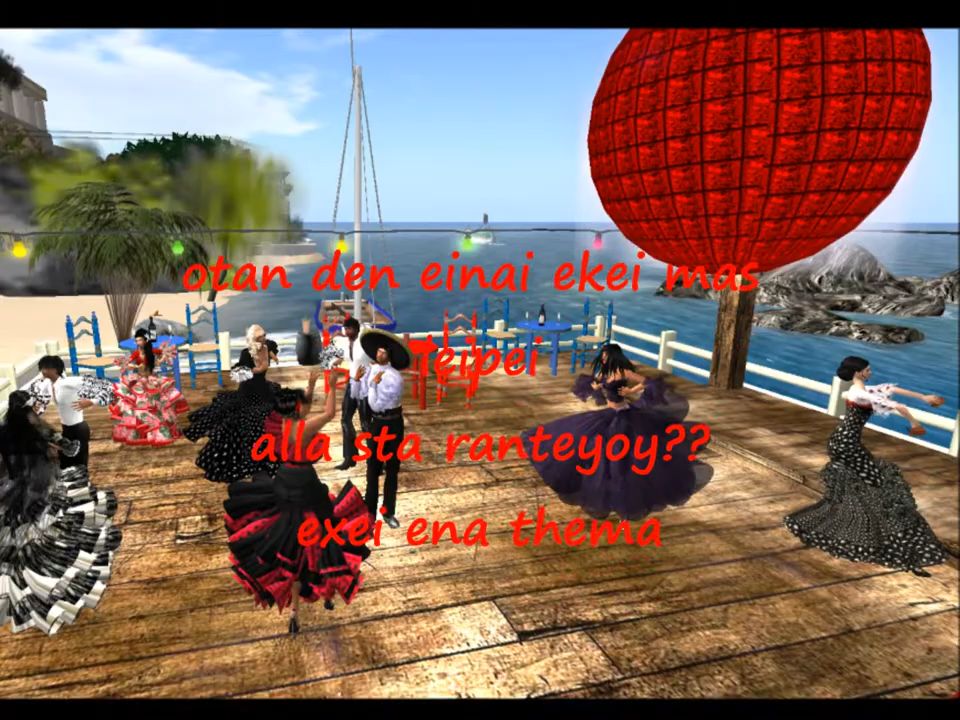 otan den einai ekei mas
leipei
alla sta ranteyoy??
exei ena thema